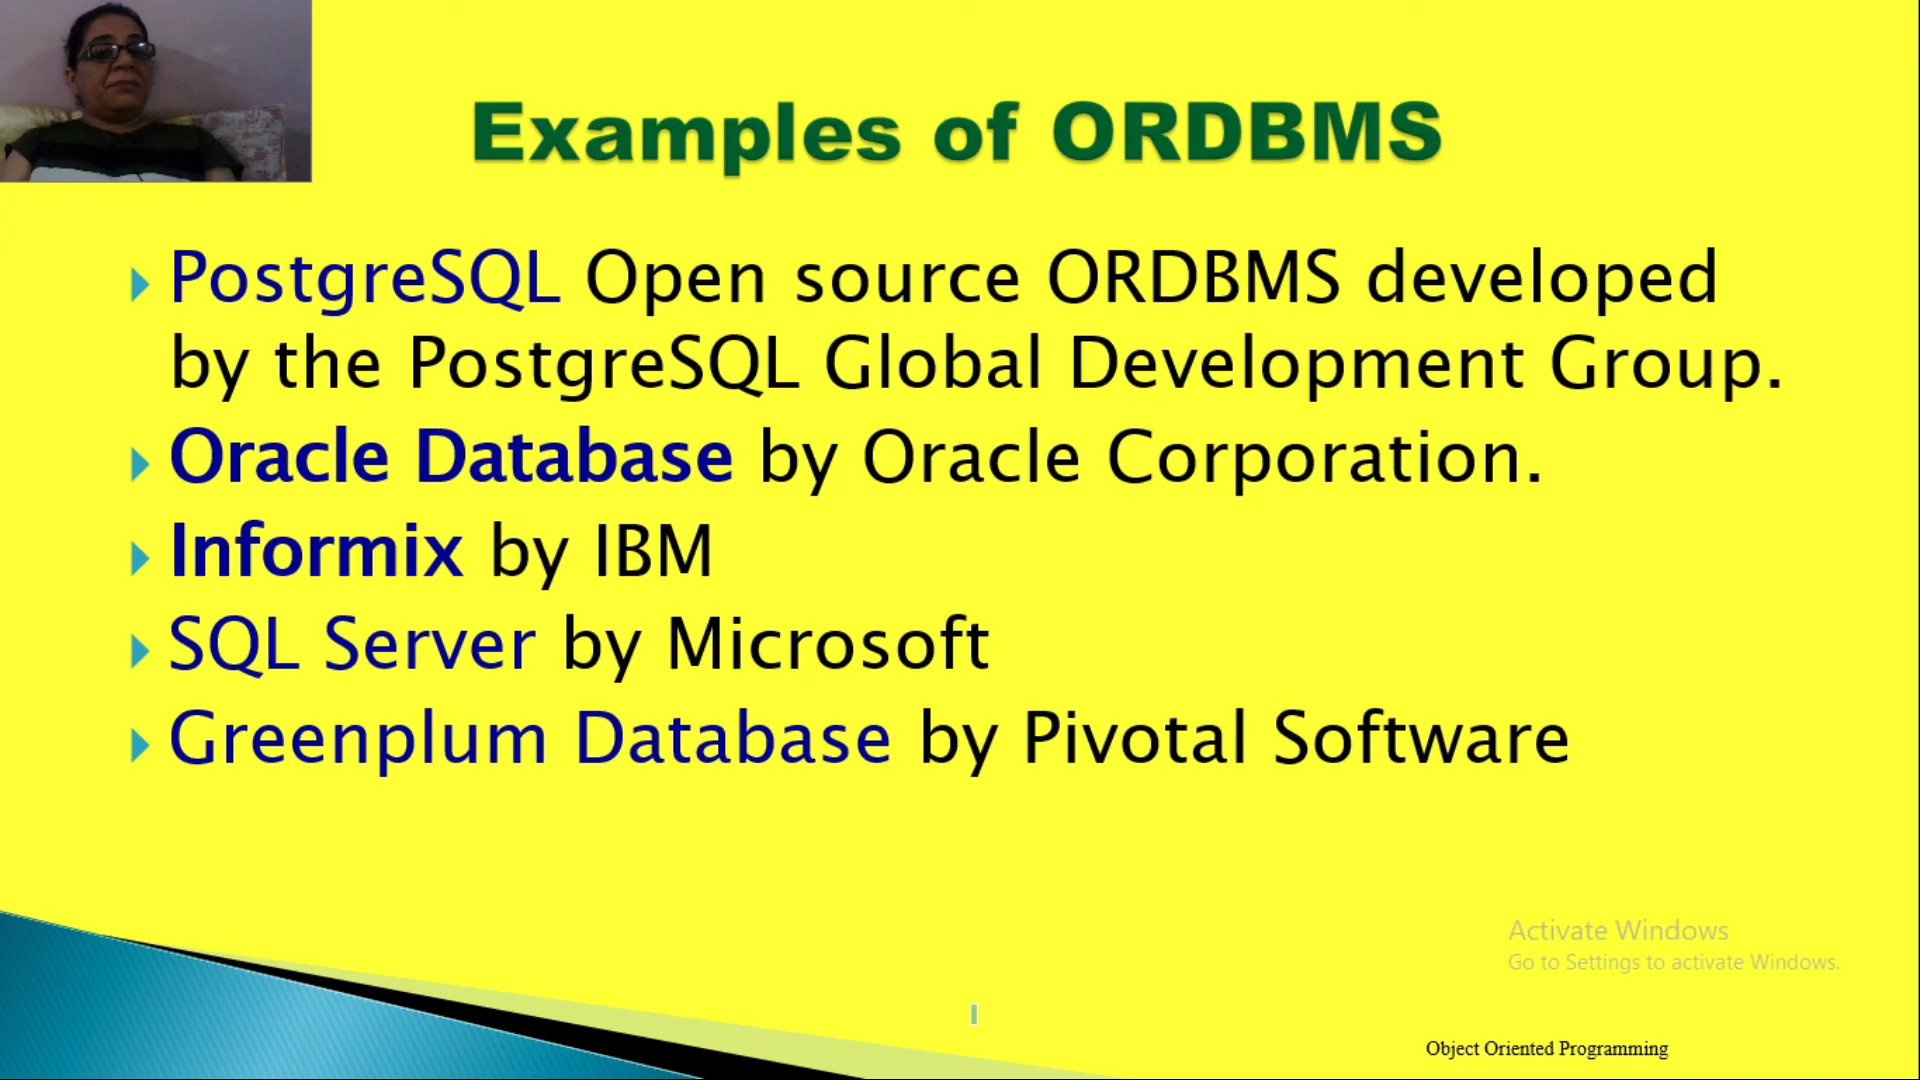 Examples of ORDBMS
PostgreSQL Open source ORDBMS developed
by the PostgreSQL Global Development Group.
Oracle Database by Oracle Corporation.
Informix by IBM
SQL Server by Microsoft
Greenplum Database by Pivotal Software
Activate Windows
Go to Settings to activate Windows.
Object Oriented Programming